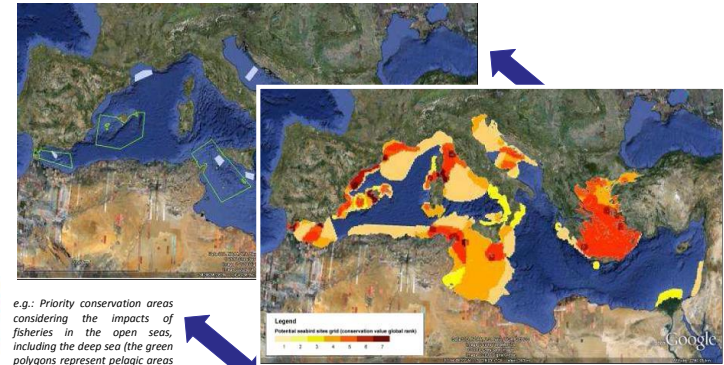 e.g.: Priority conservation areas
considering the impacts of
fisheries in the open seas,
including the deep sea (the green
polygons represent pelagic areas
Legend
Potential seabird sites grid (conservation value global rank)
1 2 3 4 5 6 7
Google